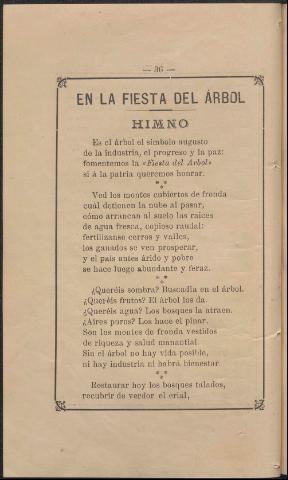 — 36 —
EN LA FIESTA DEL ÁRBOL
HIMNO
Es el árbol el símbolo augusto
de la industria, el progreso y la paz:
fomentemos la «Fiesta del Arbol»
si á la patria queremos honrar.
***
Ved los montes cubiertos de fronda
cuál detienen la nube al pasar,
cómo arrancan al suelo las raices
de agua fresca, copioso raudal:
fertilízanse cerros y valles,
los ganados se ven prosperar,
y el país antes árido y pobre
se hace luego abundante y feraz.
***
¿Queréis sombra? Buscadla en el árbol.
¿Queréis frutos? El árbol los da.
¿Queréis agua? Los bosques la atraen.
¿Aires puros? Los hace el pinar.
Son los montes de fronda vestidos
de riqueza y salud manantial.
Sin el árbol no hay vida posible,
ni hay industria ni habrá bienestar.
***
Restaurar hoy los bosques talados,
recubrir de verdor el erial,